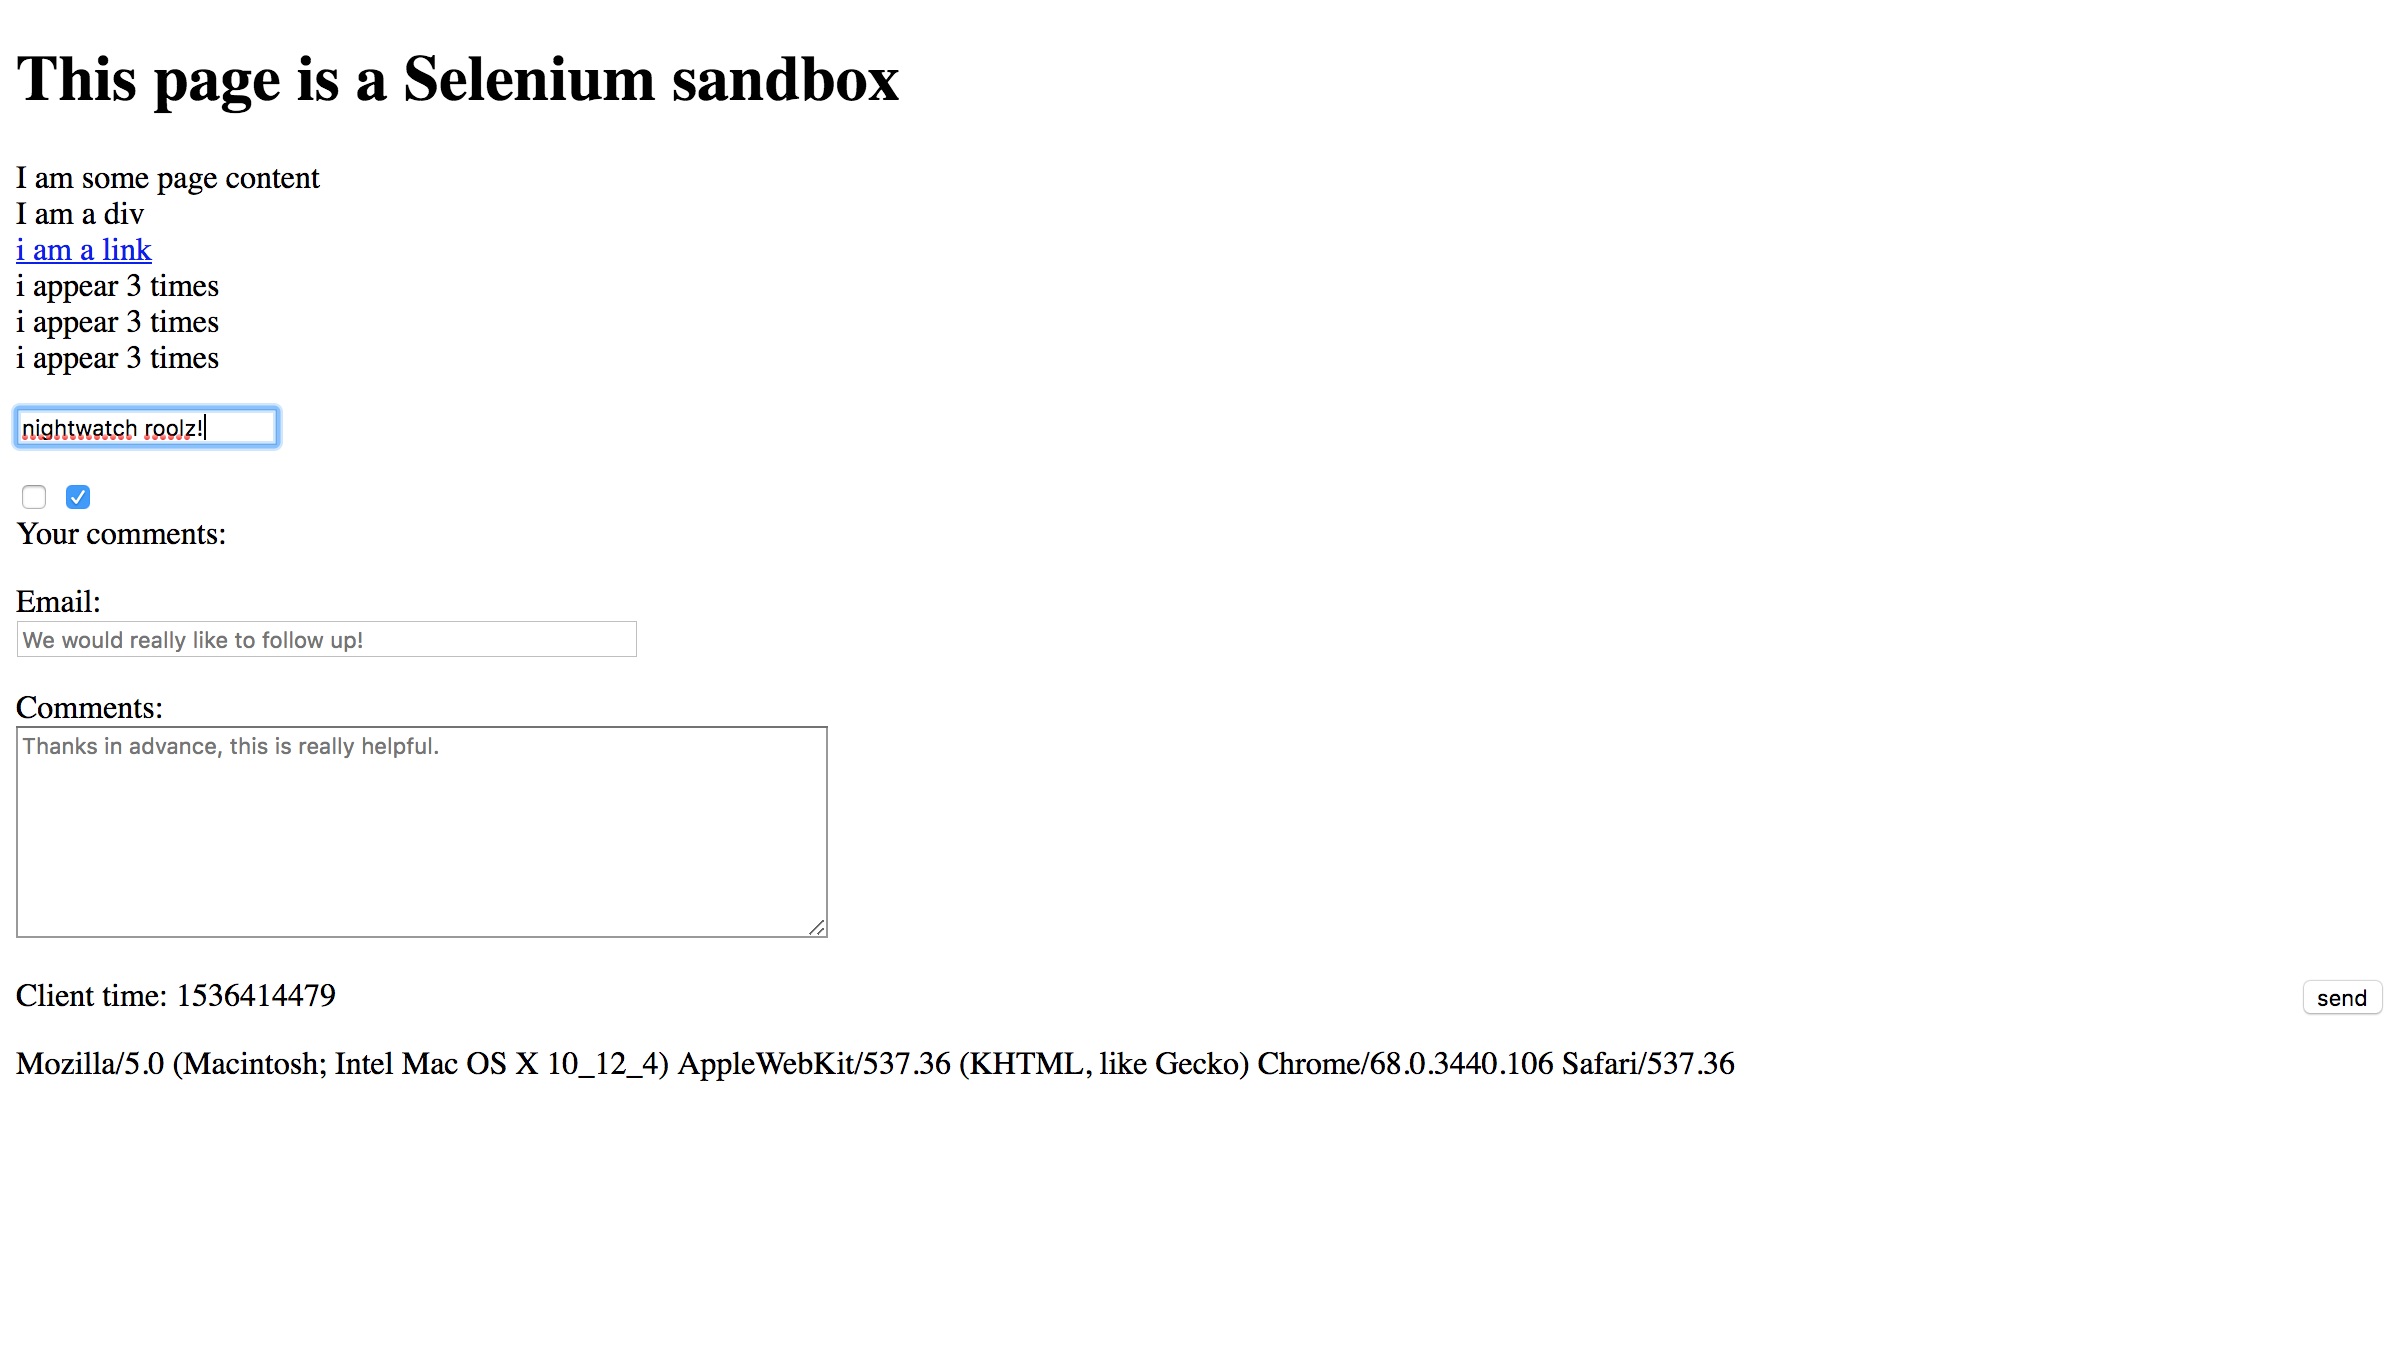 This page is a Selenium sandbox
I am some page content
I am a div
i am a link
i appear 3 times
i appear 3 times
i appear 3 times
nightwatch roolz!
Your comments:
Email:
We would really like to follow up!
Comments:
Thanks in advance, this is really helpful.
Client time: 1536414479
send
Mozilla/5.0 (Macintosh; Intel Mac OS X 10_12_4) AppleWebKit/537.36 (KHTML, like Gecko) Chrome/68.0.3440.106 Safari/537.36